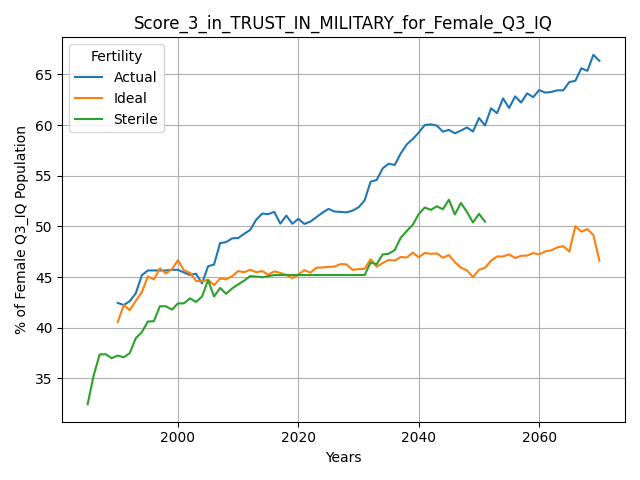 Score_3_in_TRUST_IN_MILITARY_for_Female_Q3_IQ
Fertility
Actual
Ideal
Sterile
% of Female Q3_IQ Population
65
60
55
50
45
40
35
2000
2020
2040
2060
Years